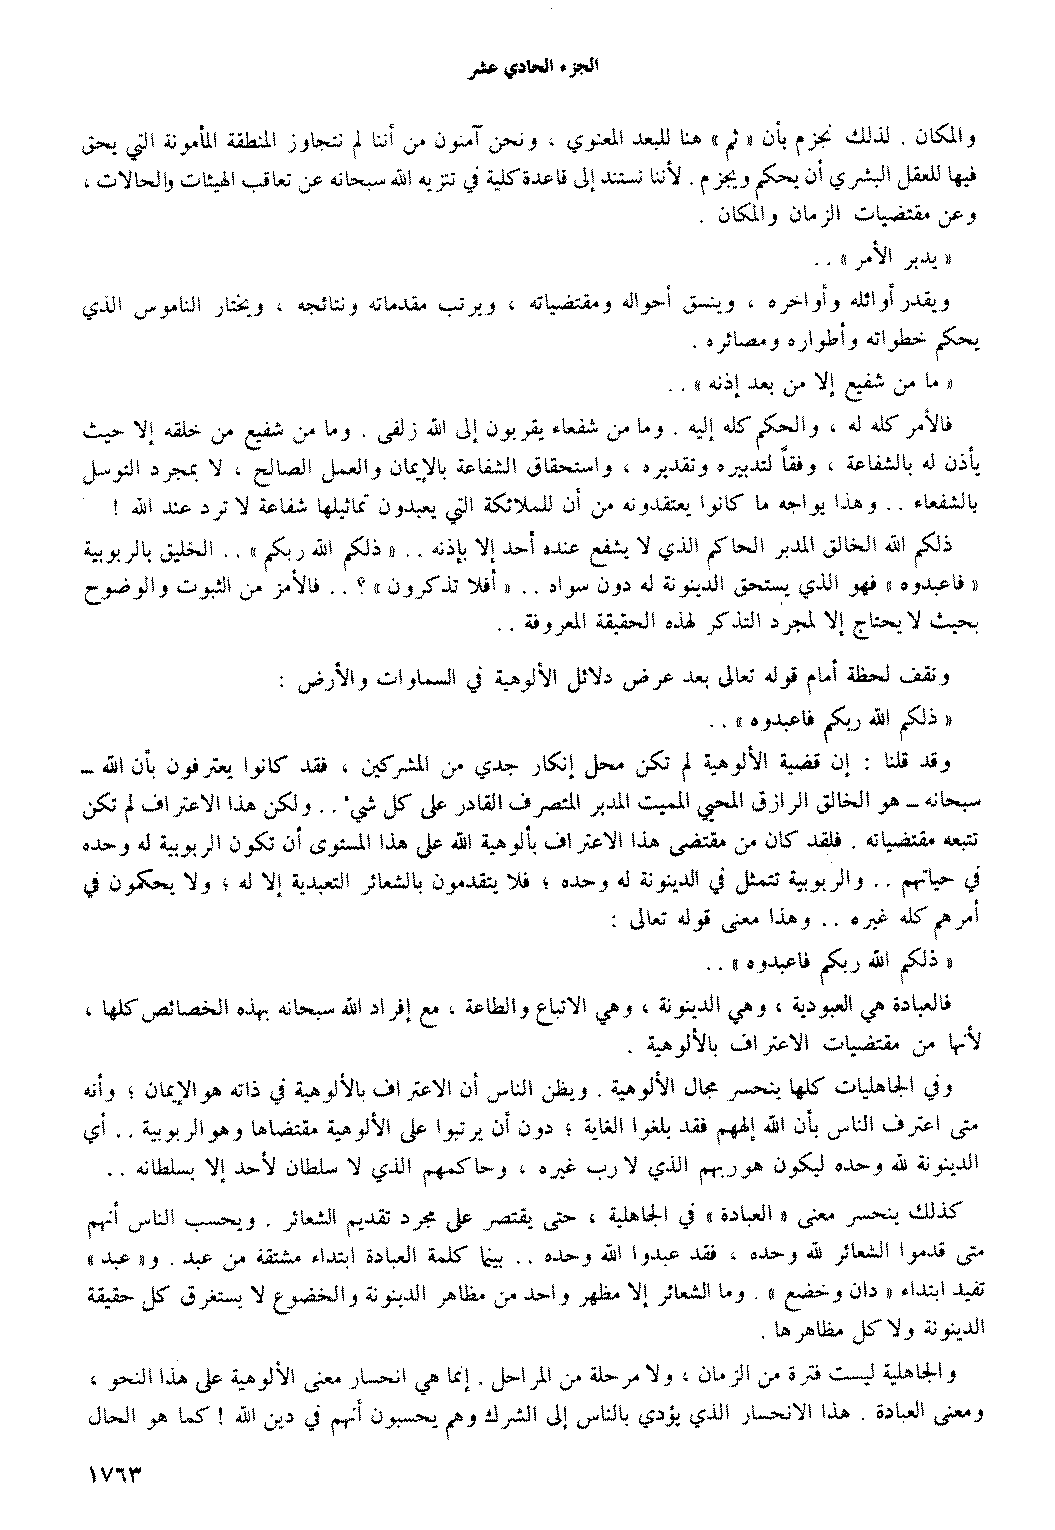 الجزء الحادي عشر
والمكان . لذلك نجزم بأن « ثم » هنا للبعد المعنوي ، ونحن آمنون من أننا لم نتجاوز المنطقة المأمونة التي يحق
فيها للعقل البشري أن يحكم ويجزم . لأننا نستند إلى قاعدة كلية في تنزيه الله سبحانه عن تعاقب الهيئات والحالات ،
وعن مقتضيات الزمان والمكان .
« يدبر الأمر » . .
ويقدر أوائله وأواخره ، وينسق أحواله ومقتضياته ، ويرتب مقدماته ونتائجه ، ويختار الناموس الذي
يحكم خطواته وأطواره ومصائره .
« ما من شفيع إلا من بعد إذنه » . .
فالأمر كله له ، والحكم كله إليه . وما من شفعاء يقربون إلى الله زلفى . وما من شفيع من خلقه إلا حيث
يأذن له بالشفاعة ، وفقاً لتدبيره وتقديره ، واستحقاق الشفاعة بالإيمان والعمل الصالح ، لا بمجرد التوسل
بالشفعاء . . وهذا يواجه ما كانوا يعتقدونه من أن للملائكة التي يعبدون تماثيلها شفاعة لا ترد عند الله !
ذلكم الله الخالق المدبر الحاكم الذي لا يشفع عنده أحد إلا بإذنه . . « ذلكم الله ربكم » . . الخليق بالربوبية
« فاعبدوه » فهو الذي يستحق الدينونة له دون سواه . . « أفلا تذكرون » ؟ . . فالأمر من الثبوت والوضوح
بحيث لا يحتاج إلا لمجرد التذكر لهذه الحقيقة المعروفة . .
ونقف لحظة أمام قوله تعالى بعد عرض دلائل الألوهية في السماوات والأرض :
« ذلكم الله ربكم فاعبدوه » . .
وقد قلنا : إن قضية الألوهية لم تكن محل إنكار جدي من المشركين ، فقد كانوا يعترفون بأن الله ـ
سبحانه ـ هو الخالق الرازق المحيي المميت المدبر المتصرف القادر على كل شيء . . ولكن هذا الاعتراف لم تكن
تتبعه مقتضياته . فلقد كان من مقتضى هذا الاعتراف بألوهية الله على هذا المستوى أن تكون الربوبية له وحده
في حياتهم . . والربوبية تتمثل في الدينونة له وحده ؛ فلا يتقدمون بالشعائر التعبدية إلا له ؛ ولا يحكمون في
أمرهم كله غيره . . وهذا معنى قوله تعالى :
« ذلكم الله ربكم فاعبدوه » . .
فالعبادة هي العبودية ، وهي الدينونة ، وهي الاتباع والطاعة ، مع إفراد الله سبحانه بهذه الخصائص كلها ،
لأنها من مقتضيات الاعتراف بالألوهية .
وفي الجاهليات كلها ينحسر مجال الألوهية . ويظن الناس أن الاعتراف بالألوهية في ذاته هو الإيمان ؛ وأنه
متى اعترف الناس بأن الله إلههم فقد بلغوا الغاية ؛ دون أن يرتبوا على الألوهية مقتضاها وهو الربوبية . . أي
الدينونة لله وحده ليكون هو ربهم الذي لا رب غيره ، وحاكمهم الذي لا سلطان لأحد إلا بسلطانه . .
كذلك ينحسر معنى « العبادة » في الجاهلية ، حتى يقتصر على مجرد تقديم الشعائر . ويحسب الناس أنهم
متى قدموا الشعائر لله وحده ، فقد عبدوا الله وحده . . بينما كلمة العبادة ابتداء مشتقة من عبد . و« عبد »
تفيد ابتداء « دان وخضع » . وما الشعائر إلا مظهر واحد من مظاهر الدينونة والخضوع لا يستغرق كل حقيقة
الدينونة ولا كل مظاهرها .
والجاهلية ليست فترة من الزمان ، ولا مرحلة من المراحل . إنما هي انحسار معنى الألوهية على هذا النحو ،
ومعنى العبادة . هذا الانحسار الذي يؤدي بالناس إلى الشرك وهم يحسبون أنهم في دين الله ! كما هو الحال
١٧٦٣